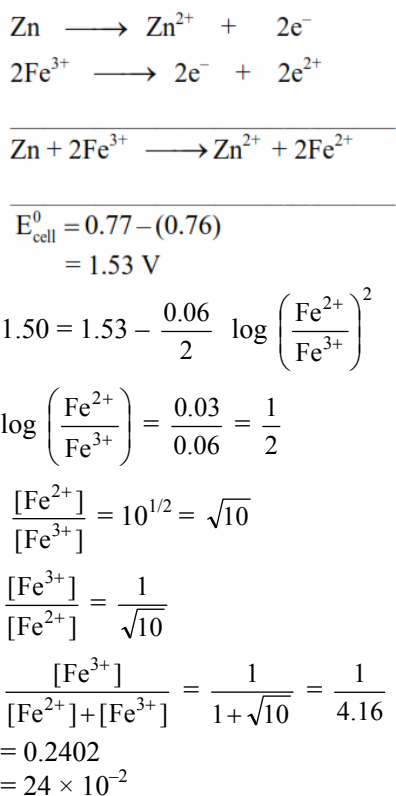 Zn ⟶ Zn²⁺ + 2e⁻
2Fe³⁺ ⟶ 2e⁻ + 2e²⁺
Zn + 2Fe³⁺ ⟶ Zn²⁺ + 2Fe²⁺
E⁰cell = 0.77 – (0.76)
= 1.53 V
1.50 = 1.53 – 0.06/2 log (Fe²⁺/Fe³⁺)²
log (Fe²⁺/Fe³⁺) = 0.03/0.06 = 1/2
[Fe²⁺]/[Fe³⁺] = 10^(1/2) = √10
[Fe³⁺]/[Fe²⁺] = 1/√10
[Fe³⁺]/([Fe²⁺]+[Fe³⁺]) = 1/(1+√10) = 1/4.16
= 0.2402
= 24 × 10⁻²